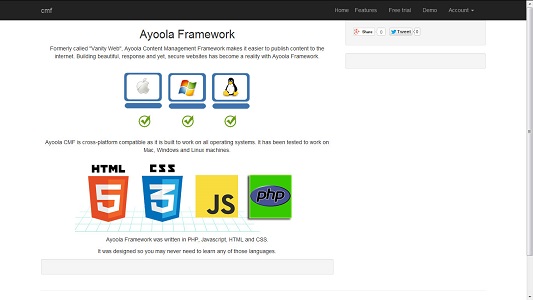 cmf
Home Features Free trial Demo Account
Share 0 Tweet 0
Ayoola Framework
Formerly called "Vanity Web", Ayoola Content Management Framework makes it easier to publish content to the
internet. Building beautiful, response and yet, secure websites has become a reality with Ayoola Framework.
Ayoola CMF is cross-platform compatible as it is built to work on all operating systems. It has been tested to work on
Mac, Windows and Linux machines.
HTML CSS
5 3 JS php
Ayoola Framework was written in PHP, Javascript, HTML and CSS.
It was designed so you may never need to learn any of those languages.